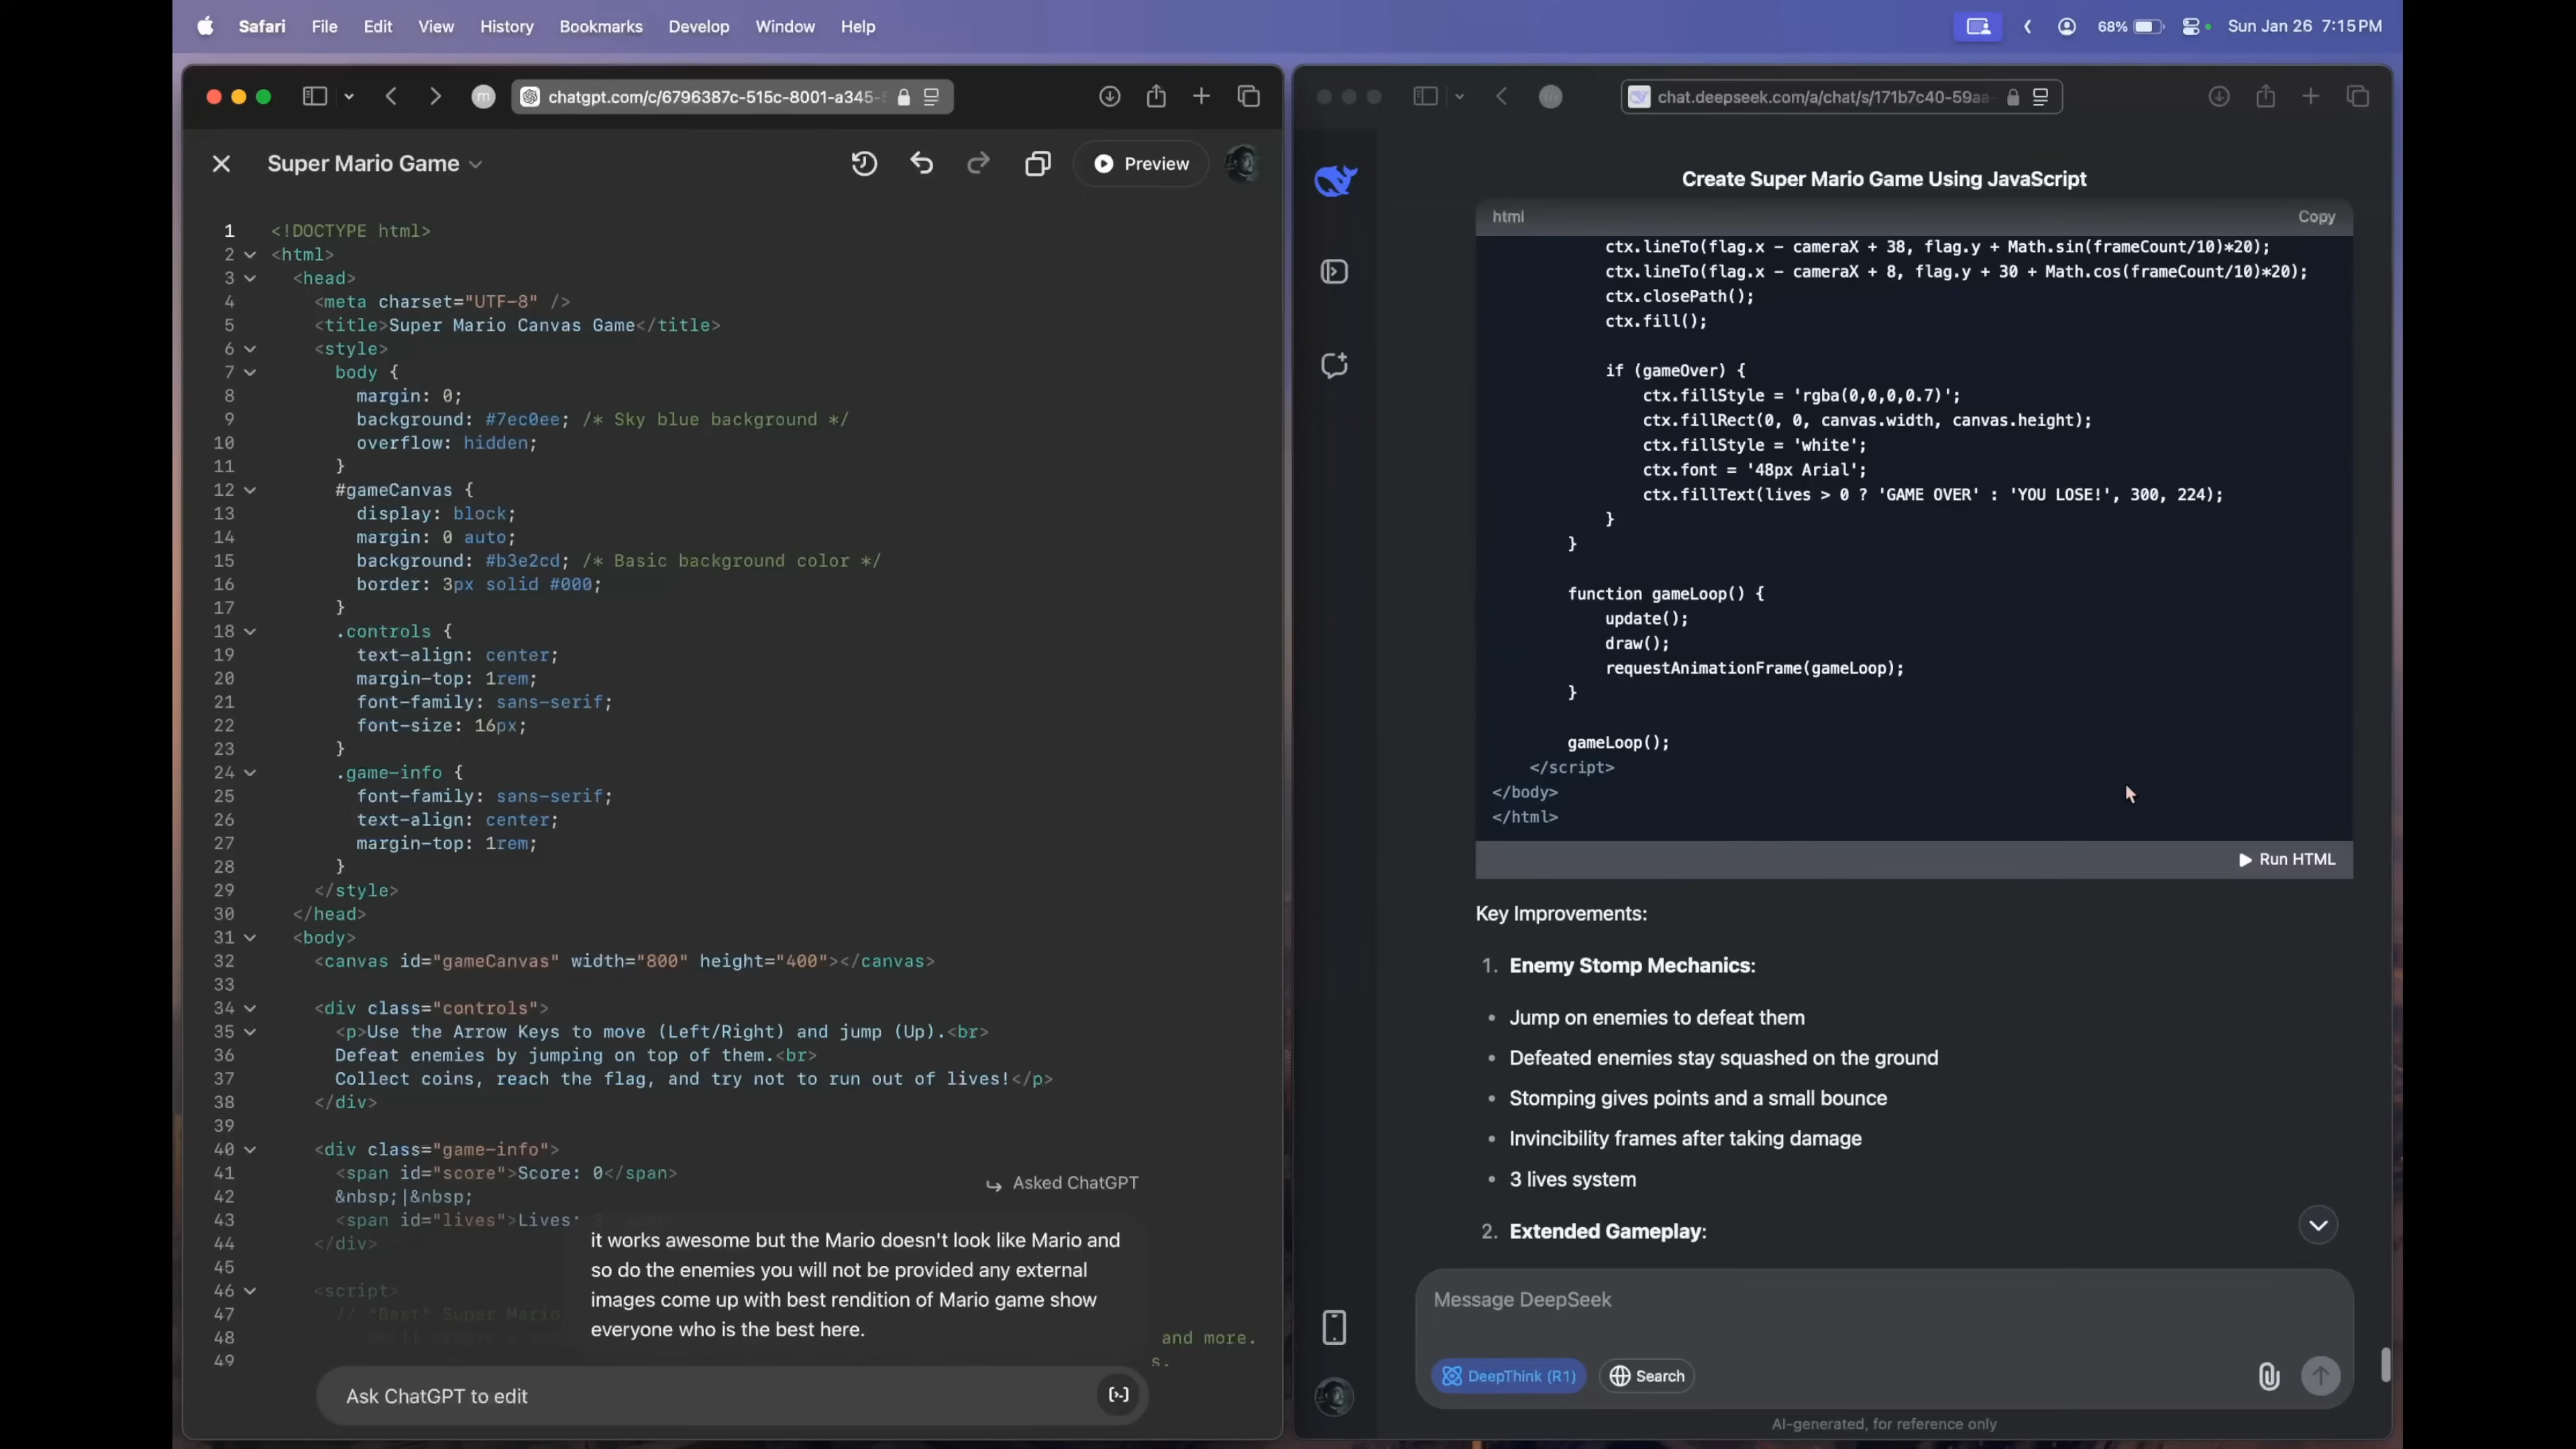 Safari File Edit View History Bookmarks Develop Window Help
68% Sun Jan 26 7:15 PM
chatgpt.com/c/6796387c-515c-8001-a345-
Super Mario Game
Preview
1 <!DOCTYPE html>
2 <html>
3 <head>
4 <meta charset="UTF-8" />
5 <title>Super Mario Canvas Game</title>
6 <style>
7 body {
8 margin: 0;
9 background: #7ec0ee; /* Sky blue background */
10 overflow: hidden;
11 }
12 #gameCanvas {
13 display: block;
14 margin: 0 auto;
15 background: #b3e2cd; /* Basic background color */
16 border: 3px solid #000;
17 }
18 .controls {
19 text-align: center;
20 margin-top: 1rem;
21 font-family: sans-serif;
22 font-size: 16px;
23 }
24 .game-info {
25 font-family: sans-serif;
26 text-align: center;
27 margin-top: 1rem;
28 }
29 </style>
30 </head>
31 <body>
32 <canvas id="gameCanvas" width="800" height="400"></canvas>
33
34 <div class="controls">
35 <p>Use the Arrow Keys to move (Left/Right) and jump (Up).<br>
36 Defeat enemies by jumping on top of them.<br>
37 Collect coins, reach the flag, and try not to run out of lives!</p>
38 </div>
39
40 <div class="game-info">
41 <span id="score">Score: 0</span>
42 &nbsp;|&nbsp;
43 <span id="lives">Lives:
44 </div>
45
46 <script>
47 // "Best" Super Mario
48
49
and more.
s.
Asked ChatGPT
it works awesome but the Mario doesn't look like Mario and
so do the enemies you will not be provided any external
images come up with best rendition of Mario game show
everyone who is the best here.
Ask ChatGPT to edit
chat.deepseek.com/a/chat/s/171b7c40-59aa-
Create Super Mario Game Using JavaScript
html Copy
ctx.lineTo(flag.x - cameraX + 38, flag.y + Math.sin(frameCount/10)*20);
ctx.lineTo(flag.x - cameraX + 8, flag.y + 30 + Math.cos(frameCount/10)*20);
ctx.closePath();
ctx.fill();
if (gameOver) {
ctx.fillStyle = 'rgba(0,0,0,0.7)';
ctx.fillRect(0, 0, canvas.width, canvas.height);
ctx.fillStyle = 'white';
ctx.font = '48px Arial';
ctx.fillText(lives > 0 ? 'GAME OVER' : 'YOU LOSE!', 300, 224);
}
}
function gameLoop() {
update();
draw();
requestAnimationFrame(gameLoop);
}
gameLoop();
</script>
</body>
</html>
Run HTML
Key Improvements:
1. Enemy Stomp Mechanics:
• Jump on enemies to defeat them
• Defeated enemies stay squashed on the ground
• Stomping gives points and a small bounce
• Invincibility frames after taking damage
• 3 lives system
2. Extended Gameplay:
Message DeepSeek
DeepThink (R1) Search
AI-generated, for reference only